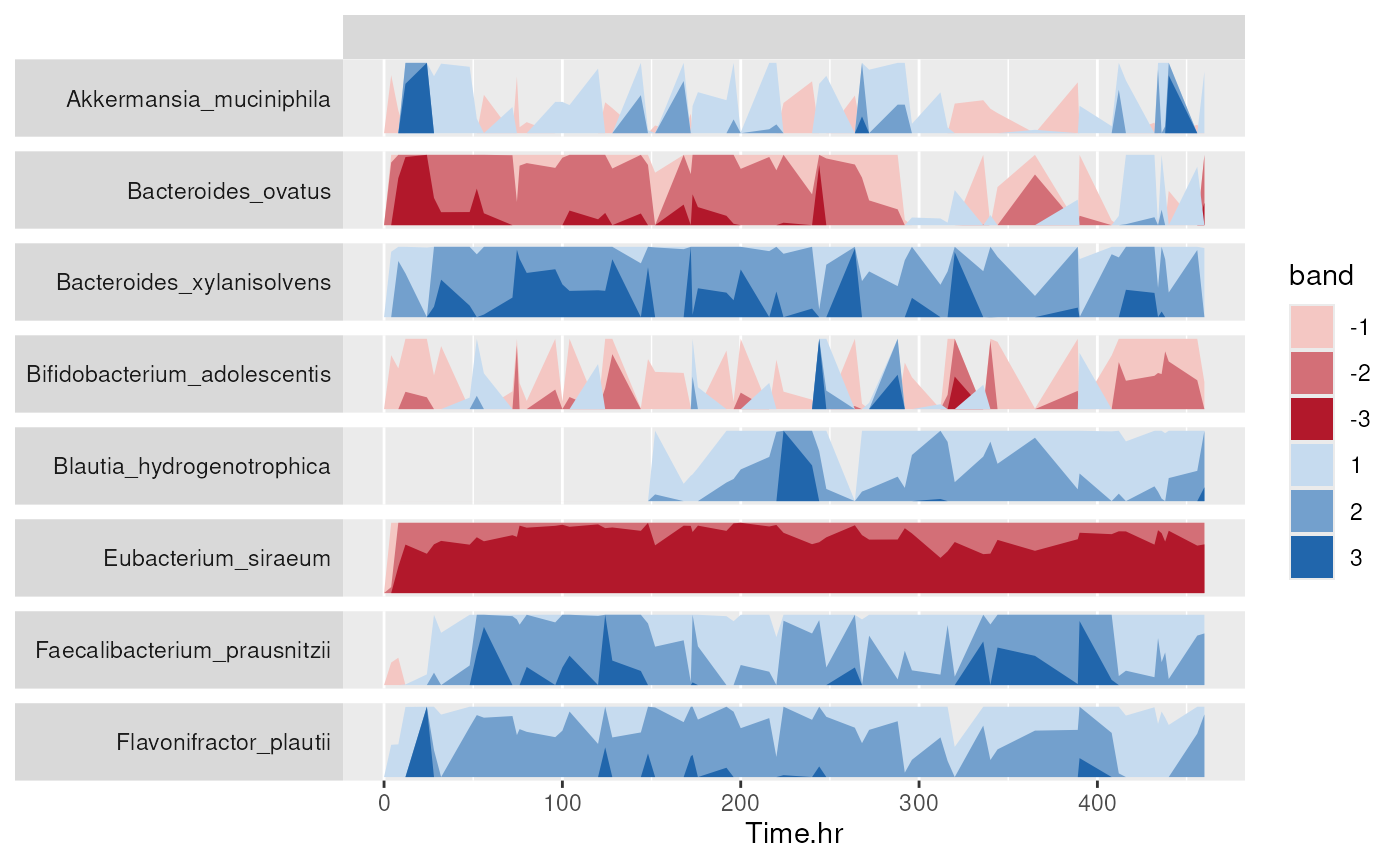 Akkermansia_muciniphila
Bacteroides_ovatus
Bacteroides_xylanisolvens
Bifidobacterium_adolescentis
Blautia_hydrogenotrophica
Eubacterium_siraeum
Faecalibacterium_prausnitzii
Flavonifractor_plautii
0 100 200 300 400
Time.hr
band
-1
-2
-3
1
2
3